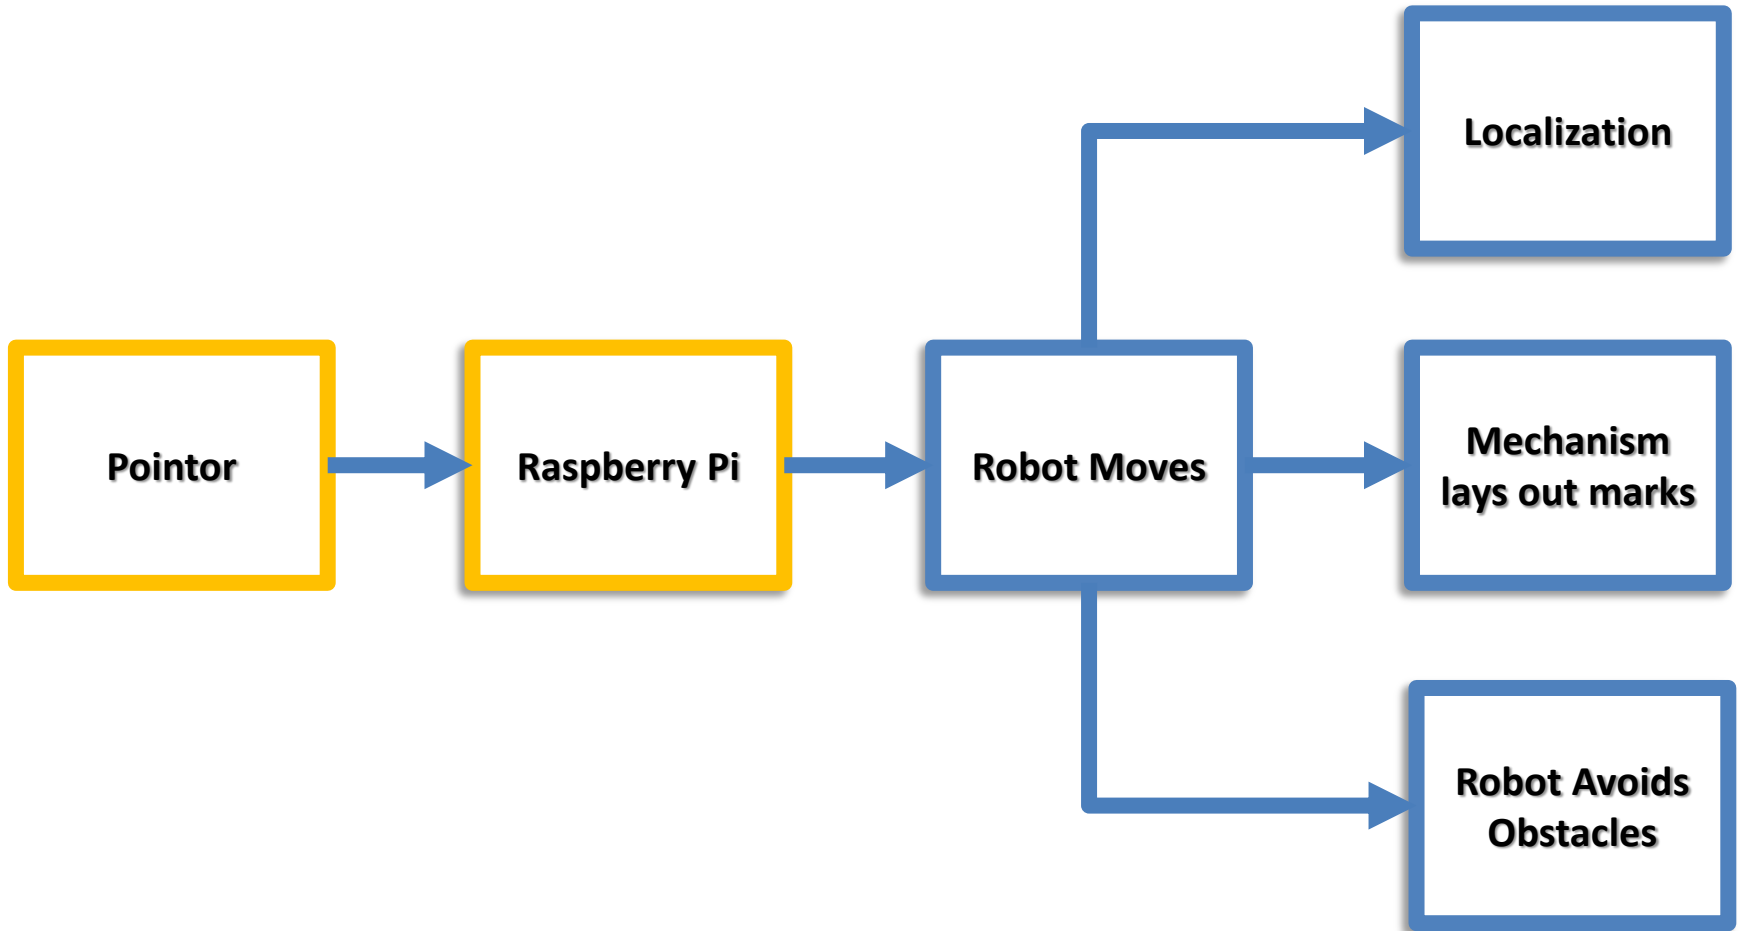 Localization
Pointor
Raspberry Pi
Robot Moves
Mechanism
lays out marks
Robot Avoids
Obstacles